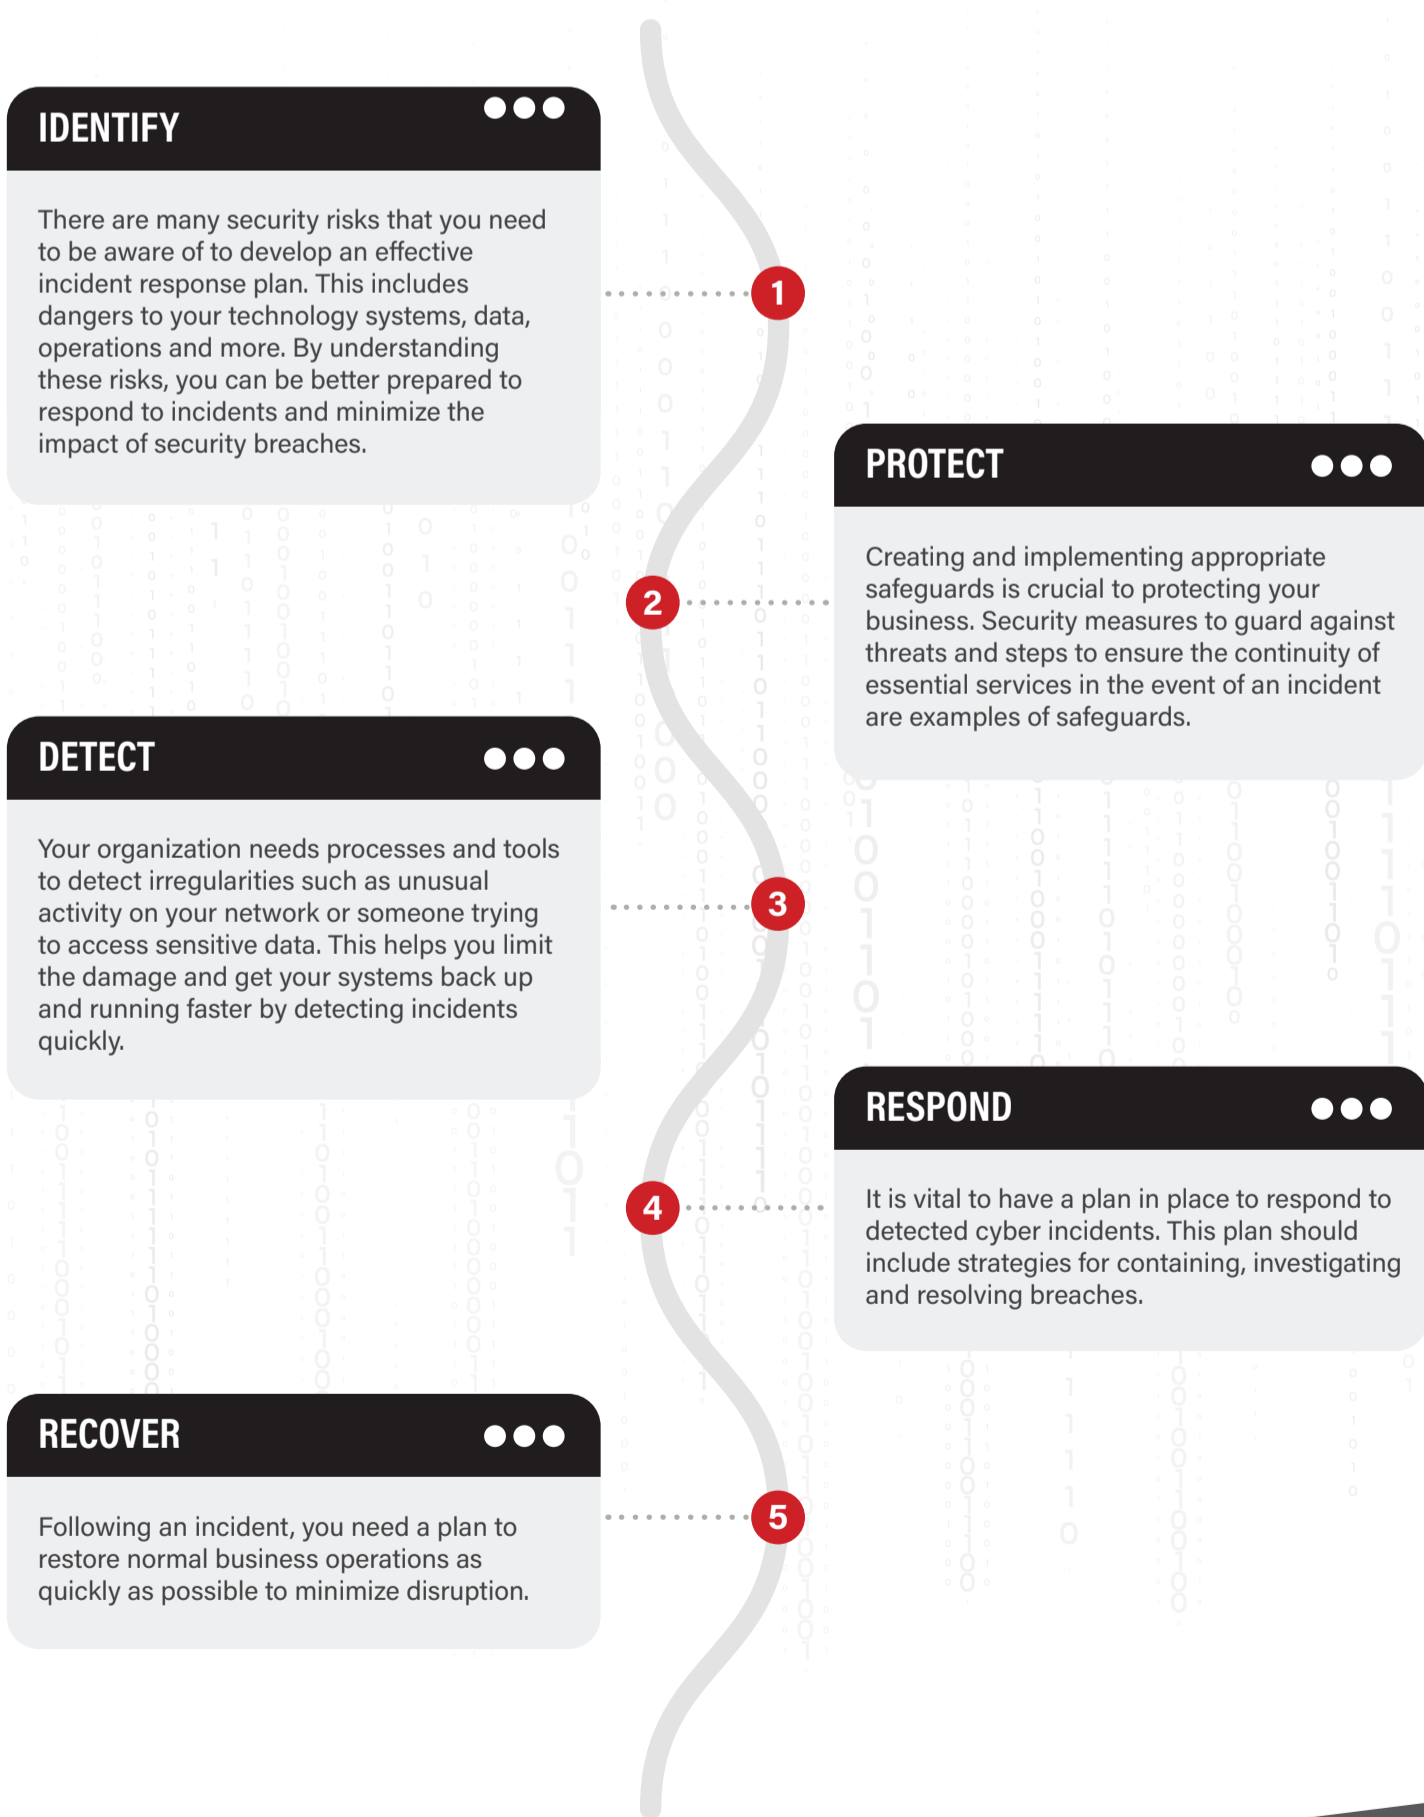 IDENTIFY
There are many security risks that you need
to be aware of to develop an effective
incident response plan. This includes
dangers to your technology systems, data,
operations and more. By understanding
these risks, you can be better prepared to
respond to incidents and minimize the
impact of security breaches.
1
PROTECT
Creating and implementing appropriate
safeguards is crucial to protecting your
business. Security measures to guard against
threats and steps to ensure the continuity of
essential services in the event of an incident
are examples of safeguards.
2
DETECT
Your organization needs processes and tools
to detect irregularities such as unusual
activity on your network or someone trying
to access sensitive data. This helps you limit
the damage and get your systems back up
and running faster by detecting incidents
quickly.
3
RESPOND
It is vital to have a plan in place to respond to
detected cyber incidents. This plan should
include strategies for containing, investigating
and resolving breaches.
4
RECOVER
Following an incident, you need a plan to
restore normal business operations as
quickly as possible to minimize disruption.
5